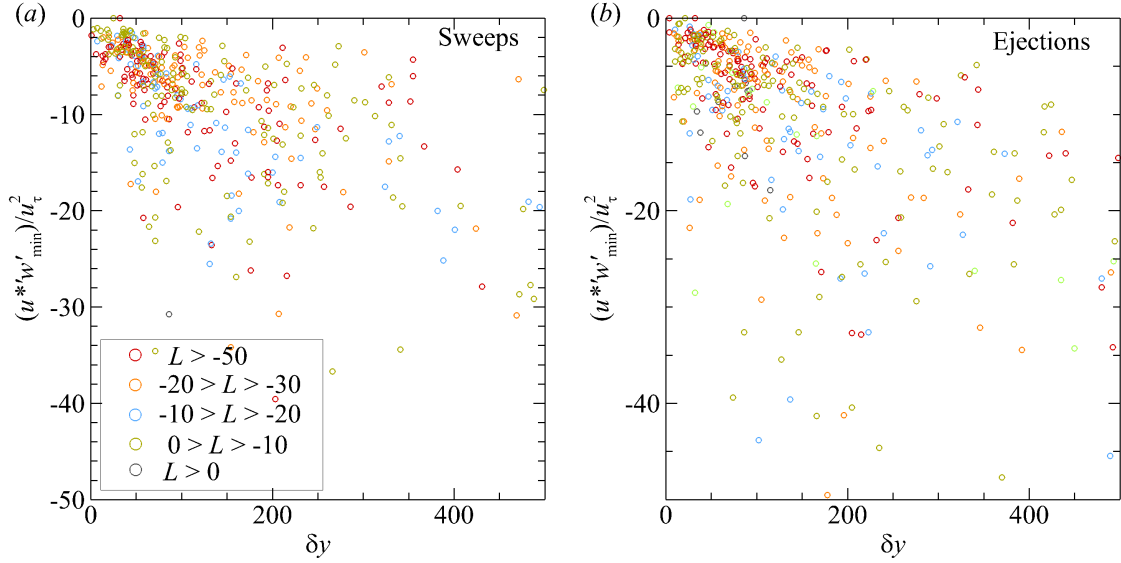 (a)
Sweeps
0
-10
-20
-30
-40
-50
(u*'w'min)/u²τ
L > -50
-20 > L > -30
-10 > L > -20
0 > L > -10
L > 0
0
200
400
δy
(b)
Ejections
0
-20
-40
(u*'w'min)/u²τ
0
200
400
δy